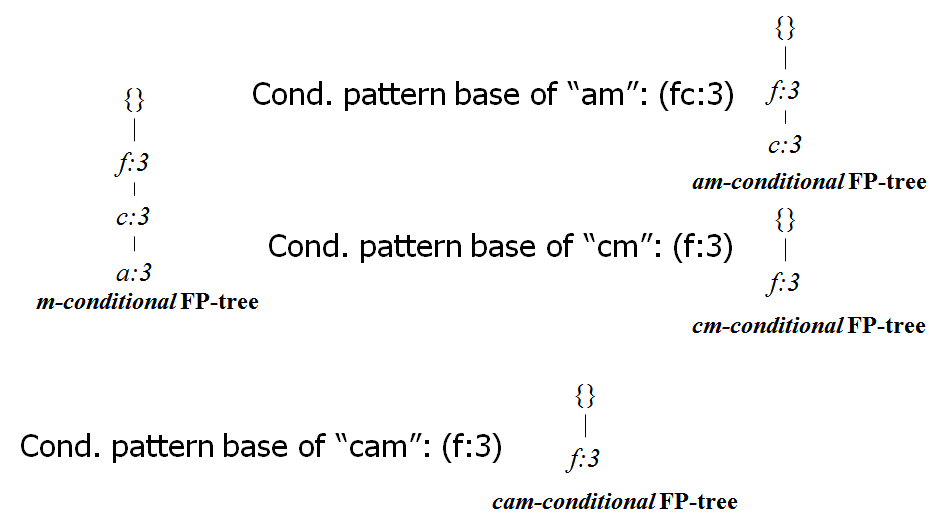 {}
f:3
c:3
a:3
m-conditional FP-tree
Cond. pattern base of “am”: (fc:3)
{}
f:3
c:3
am-conditional FP-tree
Cond. pattern base of “cm”: (f:3)
{}
f:3
cm-conditional FP-tree
Cond. pattern base of “cam”: (f:3)
{}
f:3
cam-conditional FP-tree